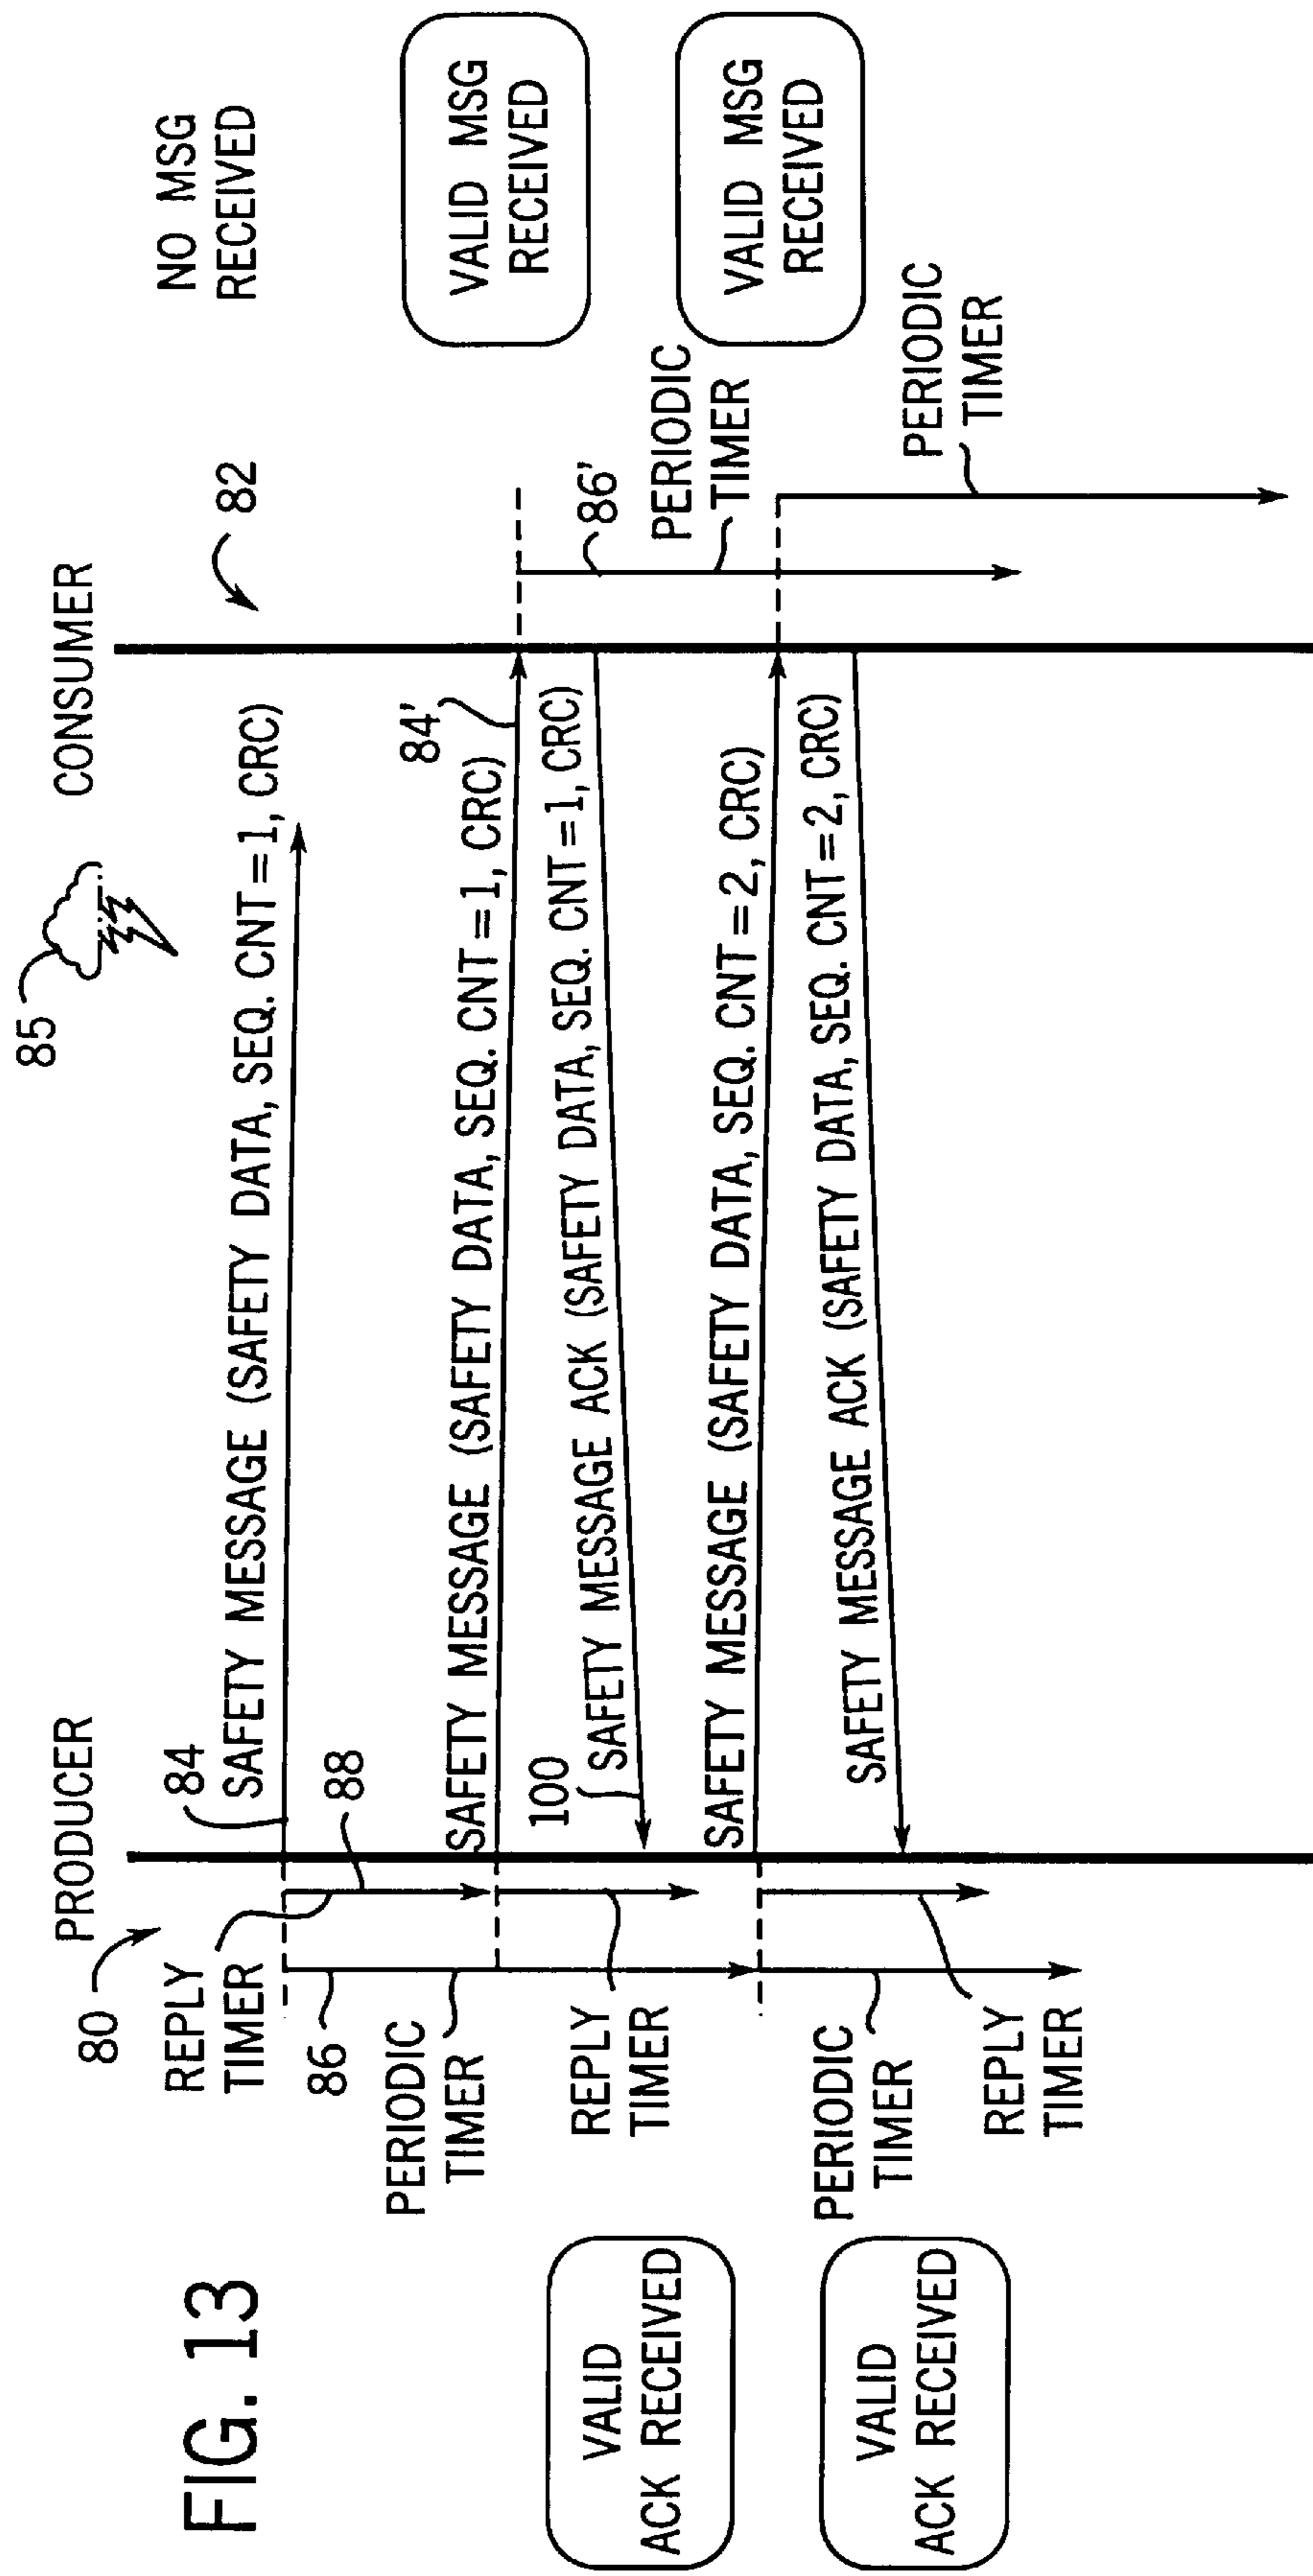 FIG. 13
80
PRODUCER
CONSUMER
82
85
REPLY
TIMER
84
SAFETY MESSAGE (SAFETY DATA, SEQ. CNT=1, CRC)
NO MSG
RECEIVED
86
88
PERIODIC
TIMER
SAFETY MESSAGE (SAFETY DATA, SEQ. CNT=1, CRC)
84'
VALID MSG
RECEIVED
VALID
ACK RECEIVED
REPLY
TIMER
100
SAFETY MESSAGE ACK (SAFETY DATA, SEQ. CNT=1, CRC)
86'
PERIODIC
TIMER
SAFETY MESSAGE (SAFETY DATA, SEQ. CNT=2, CRC)
VALID MSG
RECEIVED
VALID
ACK RECEIVED
PERIODIC
TIMER
SAFETY MESSAGE ACK (SAFETY DATA, SEQ. CNT=2, CRC)
PERIODIC
TIMER
REPLY
TIMER